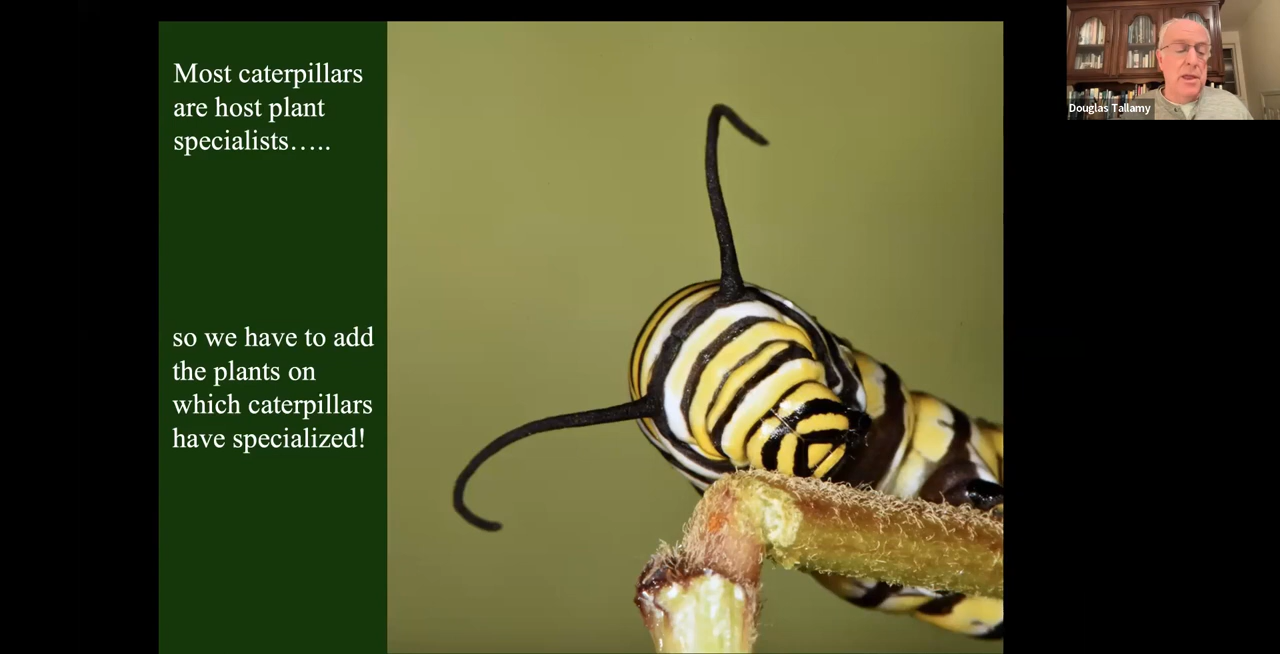 Most caterpillars
are host plant
specialists…..
so we have to add
the plants on
which caterpillars
have specialized!
Douglas Tallamy